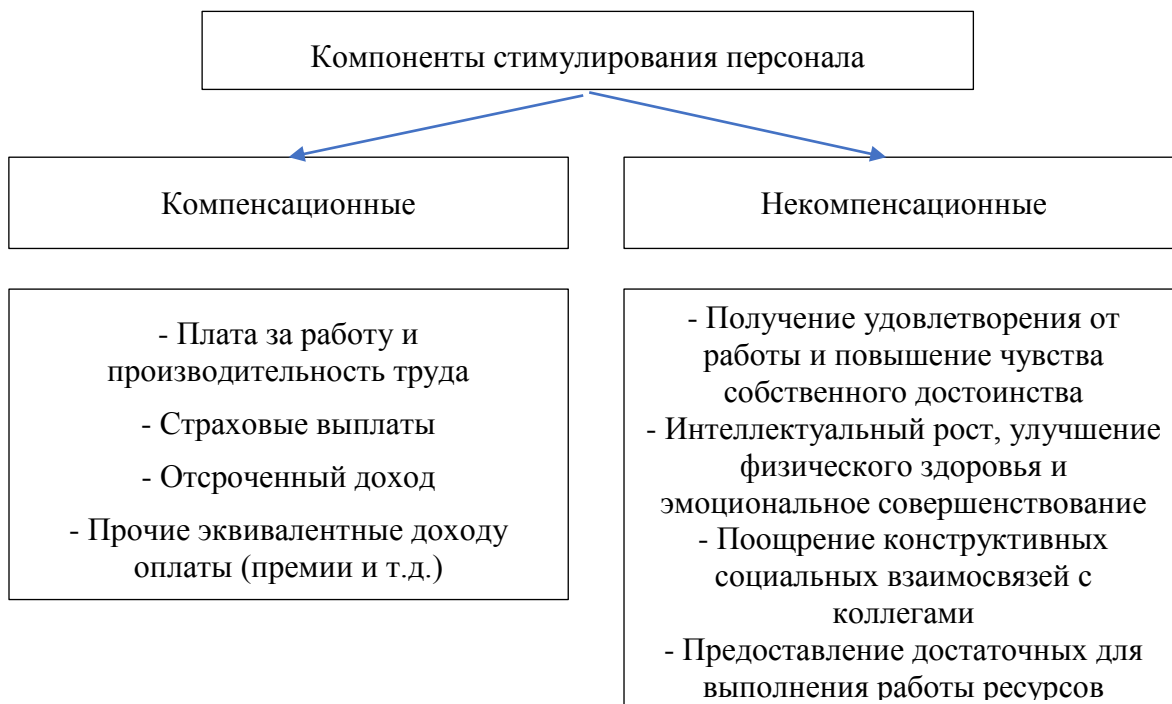 Компоненты стимулирования персонала
Компенсационные
Некомпенсационные
- Плата за работу и
производительность труда
- Страховые выплаты
- Отсроченный доход
- Прочие эквивалентные доходу
оплаты (премии и т.д.)
- Получение удовлетворения от
работы и повышение чувства
собственного достоинства
- Интеллектуальный рост, улучшение
физического здоровья и
эмоциональное совершенствование
- Поощрение конструктивных
социальных взаимосвязей с
коллегами
- Предоставление достаточных для
выполнения работы ресурсов